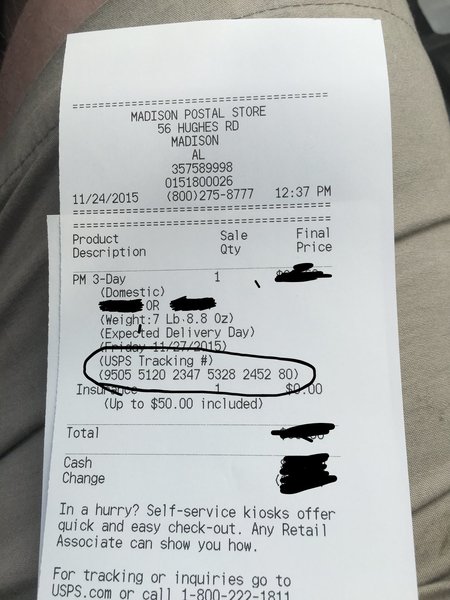 MADISON POSTAL STORE
56 HUGHES RD
MADISON
AL
357589998
0151800026
11/24/2015 (800)275-8777 12:37 PM
Product Sale Final
Description Qty Price
PM 3-Day 1
(Domestic)
OR
(Weight:7 Lb 8.8 Oz)
(Expected Delivery Day)
(Friday 11/27/2015)
(USPS Tracking #)
(9505 5120 2347 5328 2452 80)
Insurance 1 $0.00
(Up to $50.00 included)
Total
Cash
Change
In a hurry? Self-service kiosks offer
quick and easy check-out. Any Retail
Associate can show you how.
For tracking or inquiries go to
USPS.com or call 1-800-222-1811